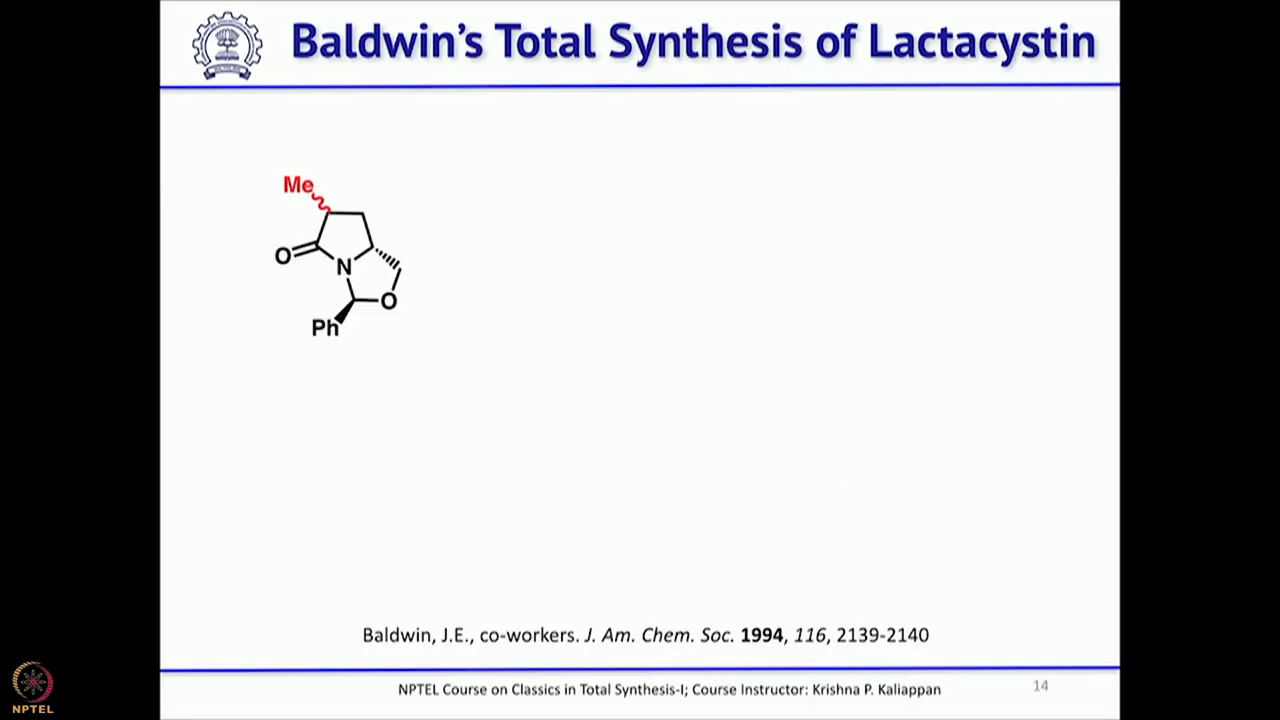 Baldwin's Total Synthesis of Lactacystin
Me
O
N
O
Ph
Baldwin, J.E., co-workers. J. Am. Chem. Soc. 1994, 116, 2139-2140
NPTEL Course on Classics in Total Synthesis-I; Course Instructor: Krishna P. Kaliappan
14
NPTEL